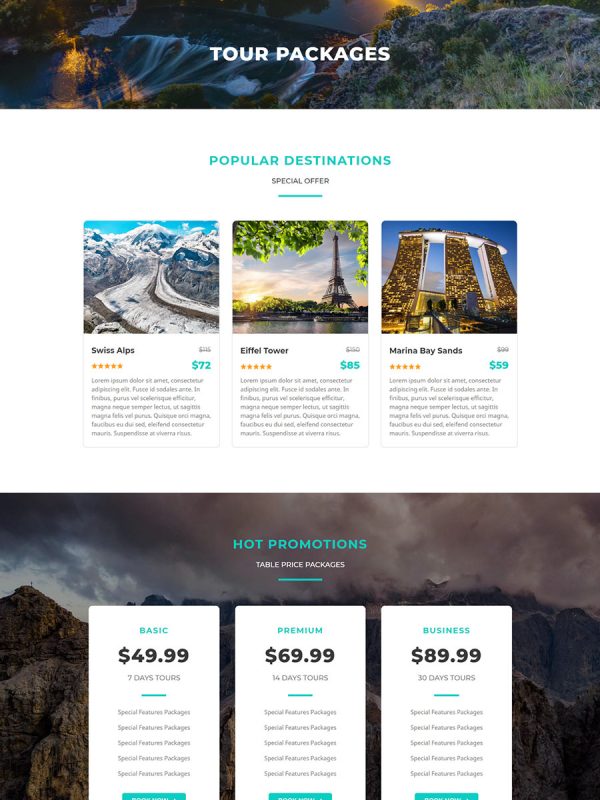 TOUR PACKAGES
POPULAR DESTINATIONS
SPECIAL OFFER
Swiss Alps $115
$72
Lorem ipsum dolor sit amet, consectetur
adipiscing elit. Fusce id sodales ante. In
finibus, purus vel scelerisque efficitur,
magna neque semper lectus, ut sagittis
magna felis vel purus. Quisque orci magna,
faucibus eu dui sed, eleifend consectetur
mauris. Suspendisse at viverra risus.
Eiffel Tower $150
$85
Lorem ipsum dolor sit amet, consectetur
adipiscing elit. Fusce id sodales ante. In
finibus, purus vel scelerisque efficitur,
magna neque semper lectus, ut sagittis
magna felis vel purus. Quisque orci magna,
faucibus eu dui sed, eleifend consectetur
mauris. Suspendisse at viverra risus.
Marina Bay Sands $99
$59
Lorem ipsum dolor sit amet, consectetur
adipiscing elit. Fusce id sodales ante. In
finibus, purus vel scelerisque efficitur,
magna neque semper lectus, ut sagittis
magna felis vel purus. Quisque orci magna,
faucibus eu dui sed, eleifend consectetur
mauris. Suspendisse at viverra risus.
HOT PROMOTIONS
TABLE PRICE PACKAGES
BASIC
$49.99
7 DAYS TOURS
Special Features Packages
Special Features Packages
Special Features Packages
Special Features Packages
Special Features Packages
BOOK NOW
PREMIUM
$69.99
14 DAYS TOURS
Special Features Packages
Special Features Packages
Special Features Packages
Special Features Packages
Special Features Packages
BOOK NOW
BUSINESS
$89.99
30 DAYS TOURS
Special Features Packages
Special Features Packages
Special Features Packages
Special Features Packages
Special Features Packages
BOOK NOW